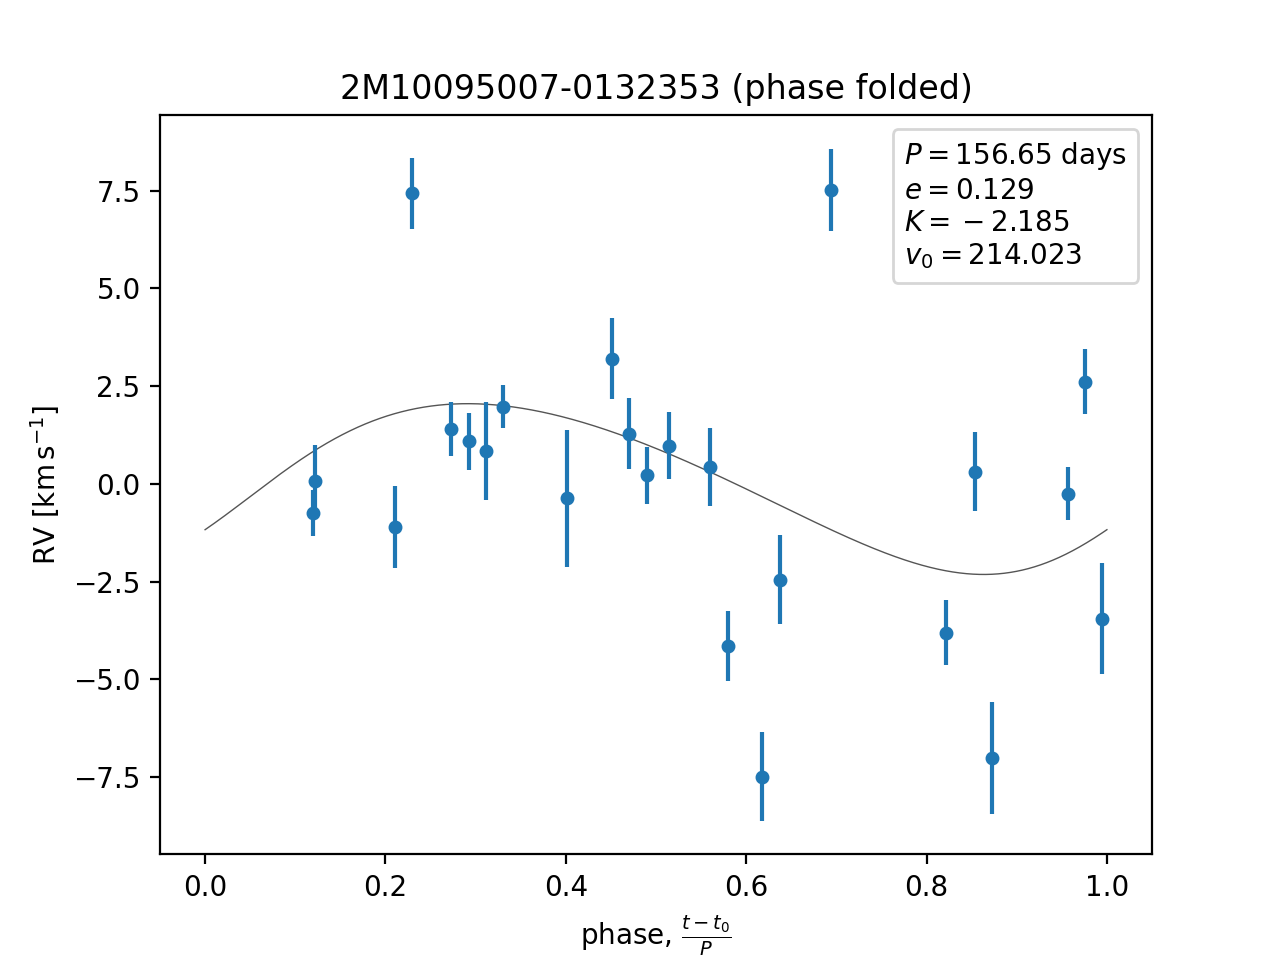 2M10095007-0132353 (phase folded)
P = 156.65 days
e = 0.129
K = −2.185
v₀ = 214.023
RV [km s⁻¹]
7.5
5.0
2.5
0.0
−2.5
−5.0
−7.5
0.0 0.2 0.4 0.6 0.8 1.0
phase, (t − t₀)/P